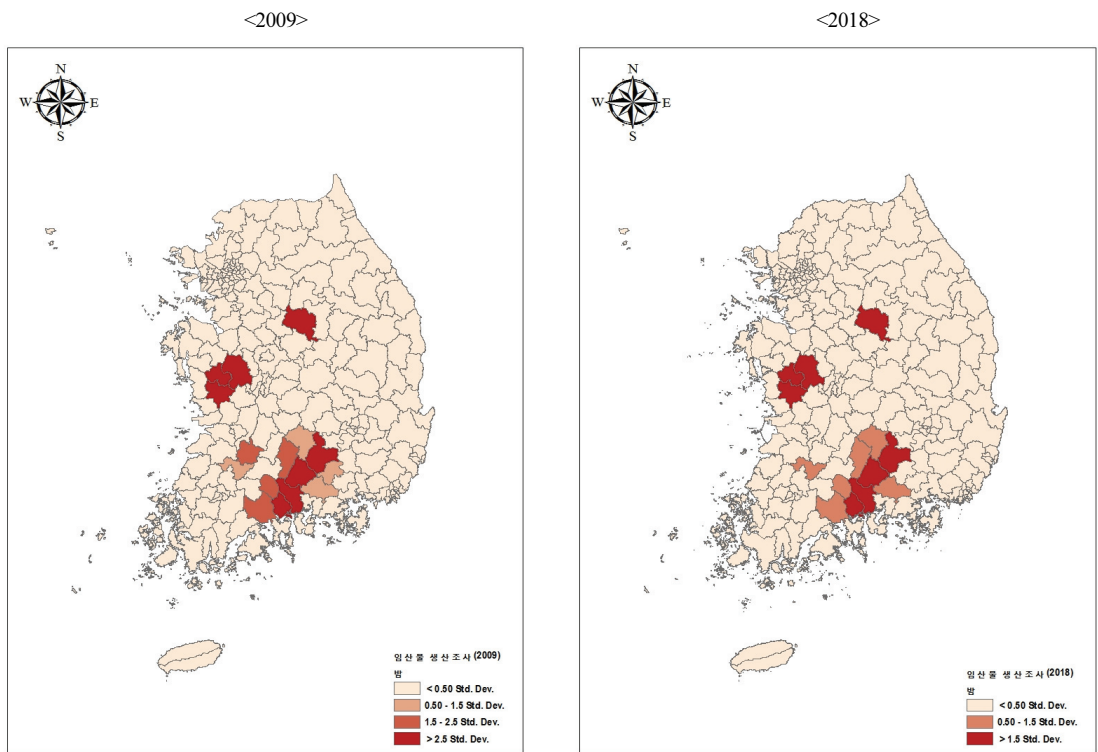 <2009>
<2018>
N
W E
S
N
W E
S
임산물 생산조사 (2009)
밤
< 0.50 Std. Dev.
0.50 - 1.5 Std. Dev.
1.5 - 2.5 Std. Dev.
> 2.5 Std. Dev.
임산물 생산조사 (2018)
밤
< 0.50 Std. Dev.
0.50 - 1.5 Std. Dev.
> 1.5 Std. Dev.